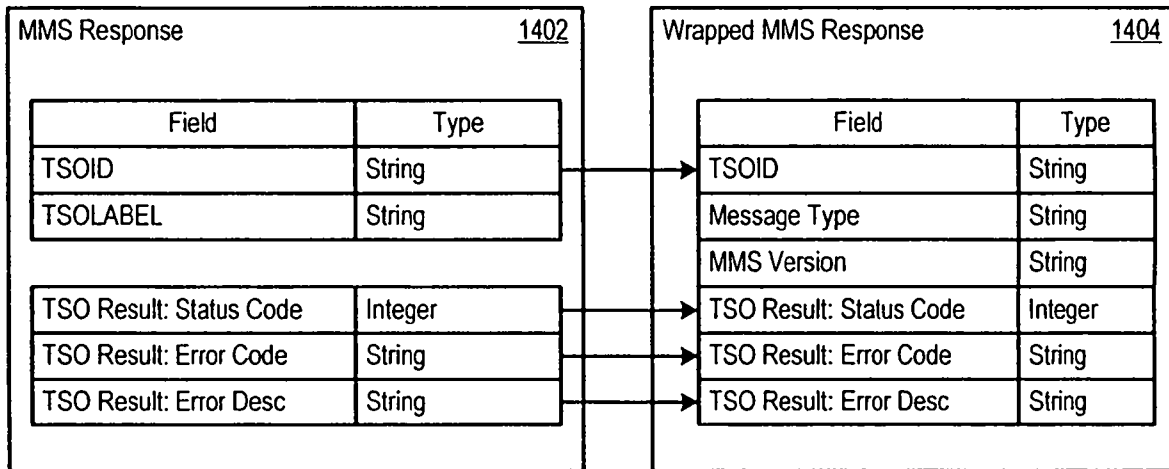 MMS Response 1402
Field Type
TSOID String
TSOLABEL String
TSO Result: Status Code Integer
TSO Result: Error Code String
TSO Result: Error Desc String
Wrapped MMS Response 1404
Field Type
TSOID String
Message Type String
MMS Version String
TSO Result: Status Code Integer
TSO Result: Error Code String
TSO Result: Error Desc String